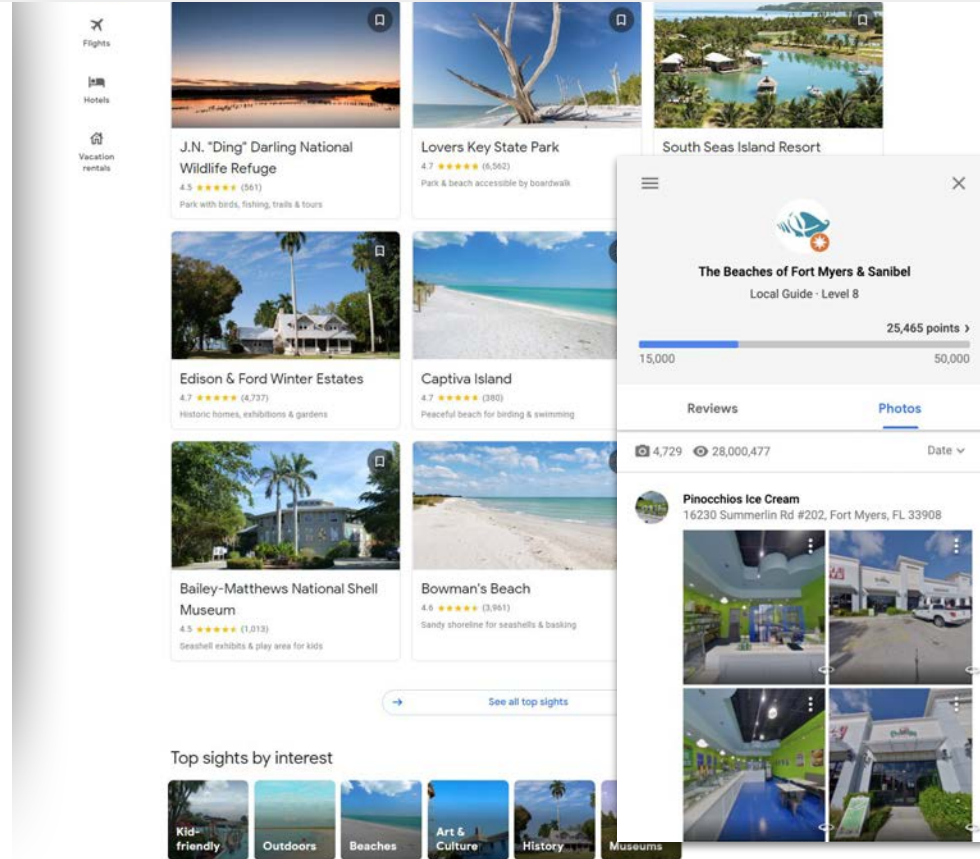 Flights
Hotels
Vacation
rentals
J.N. "Ding" Darling National
Wildlife Refuge
4.5 (561)
Park with birds, fishing, trails & tours
Lovers Key State Park
4.7 (6,562)
Park & beach accessible by boardwalk
South Seas Island Resort
Edison & Ford Winter Estates
4.7 (4,737)
Historic homes, exhibitions & gardens
Captiva Island
4.7 (380)
Peaceful beach for birding & swimming
Bailey-Matthews National Shell
Museum
4.5 (1,013)
Seashell exhibits & play area for kids
Bowman's Beach
4.6 (3,961)
Sandy shoreline for seashells & basking
See all top sights
Top sights by interest
Kid-
friendly
Outdoors
Beaches
Art &
Culture
History
Museums
The Beaches of Fort Myers & Sanibel
Local Guide · Level 8
25,465 points
15,000
50,000
Reviews
Photos
4,729
28,000,477
Date
Pinocchios Ice Cream
16230 Summerlin Rd #202, Fort Myers, FL 33908